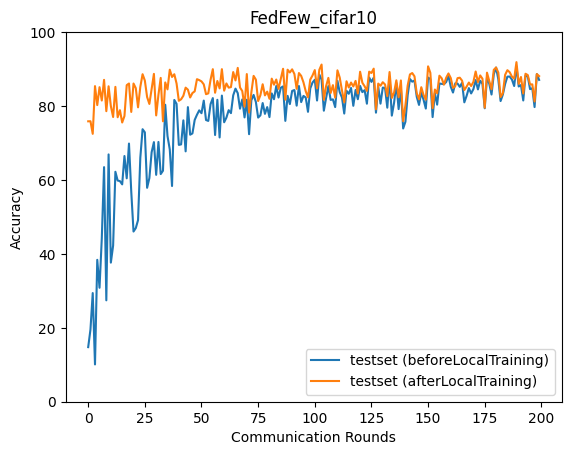 FedFew_cifar10
100
80
60
40
20
0
Accuracy
0 25 50 75 100 125 150 175 200
Communication Rounds
testset (beforeLocalTraining)
testset (afterLocalTraining)